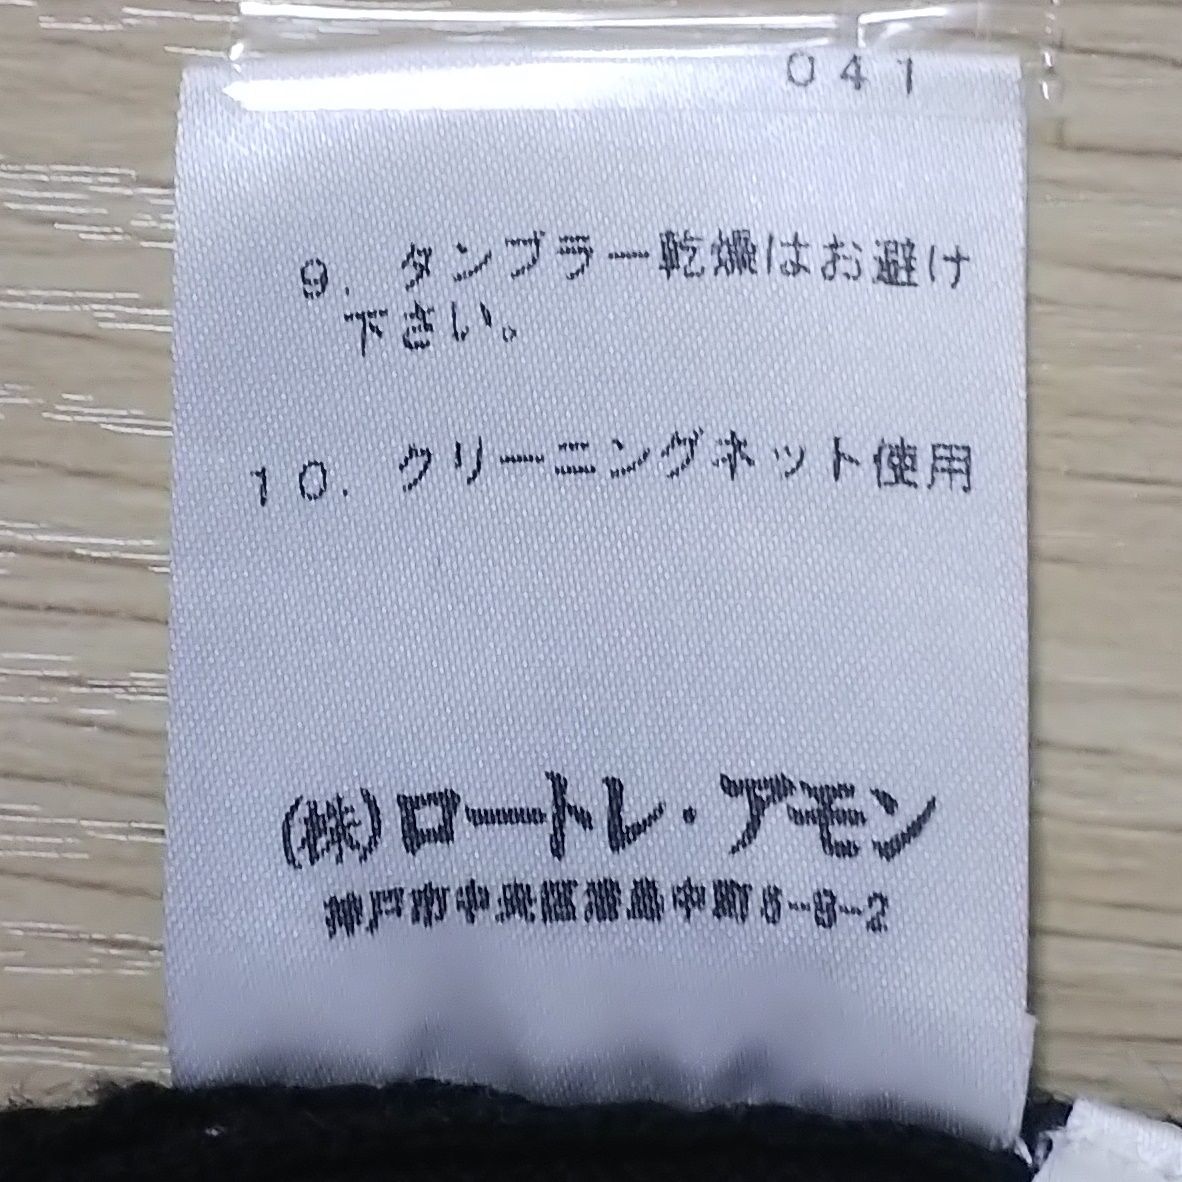 041
9. タンブラー乾燥はお避け
下さい。
10. クリーニングネット使用
(株)ロートレ・アモン
神戸市中央区港島中町6-9-2